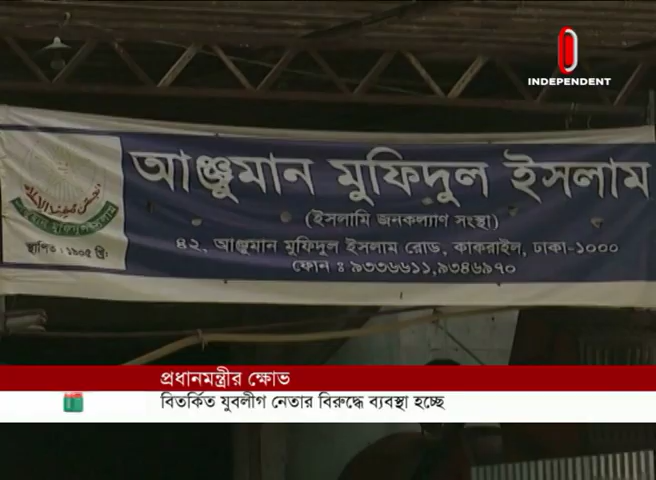 INDEPENDENT
আঞ্জুমান মুফিদুল ইসলাম
(ইসলামি জনকল্যাণ সংস্থা)
৪২, আঞ্জুমান মুফিদুল ইসলাম রোড, কাকরাইল, ঢাকা-১০০০
ফোন : ৯৩৩৬৬১১,৯৩৪৬৯৭০
স্থাপিত : ১৯০৫ খ্রি:
প্রধানমন্ত্রীর ক্ষোভ
বিতর্কিত যুবলীগ নেতার বিরুদ্ধে ব্যবস্থা হচ্ছে